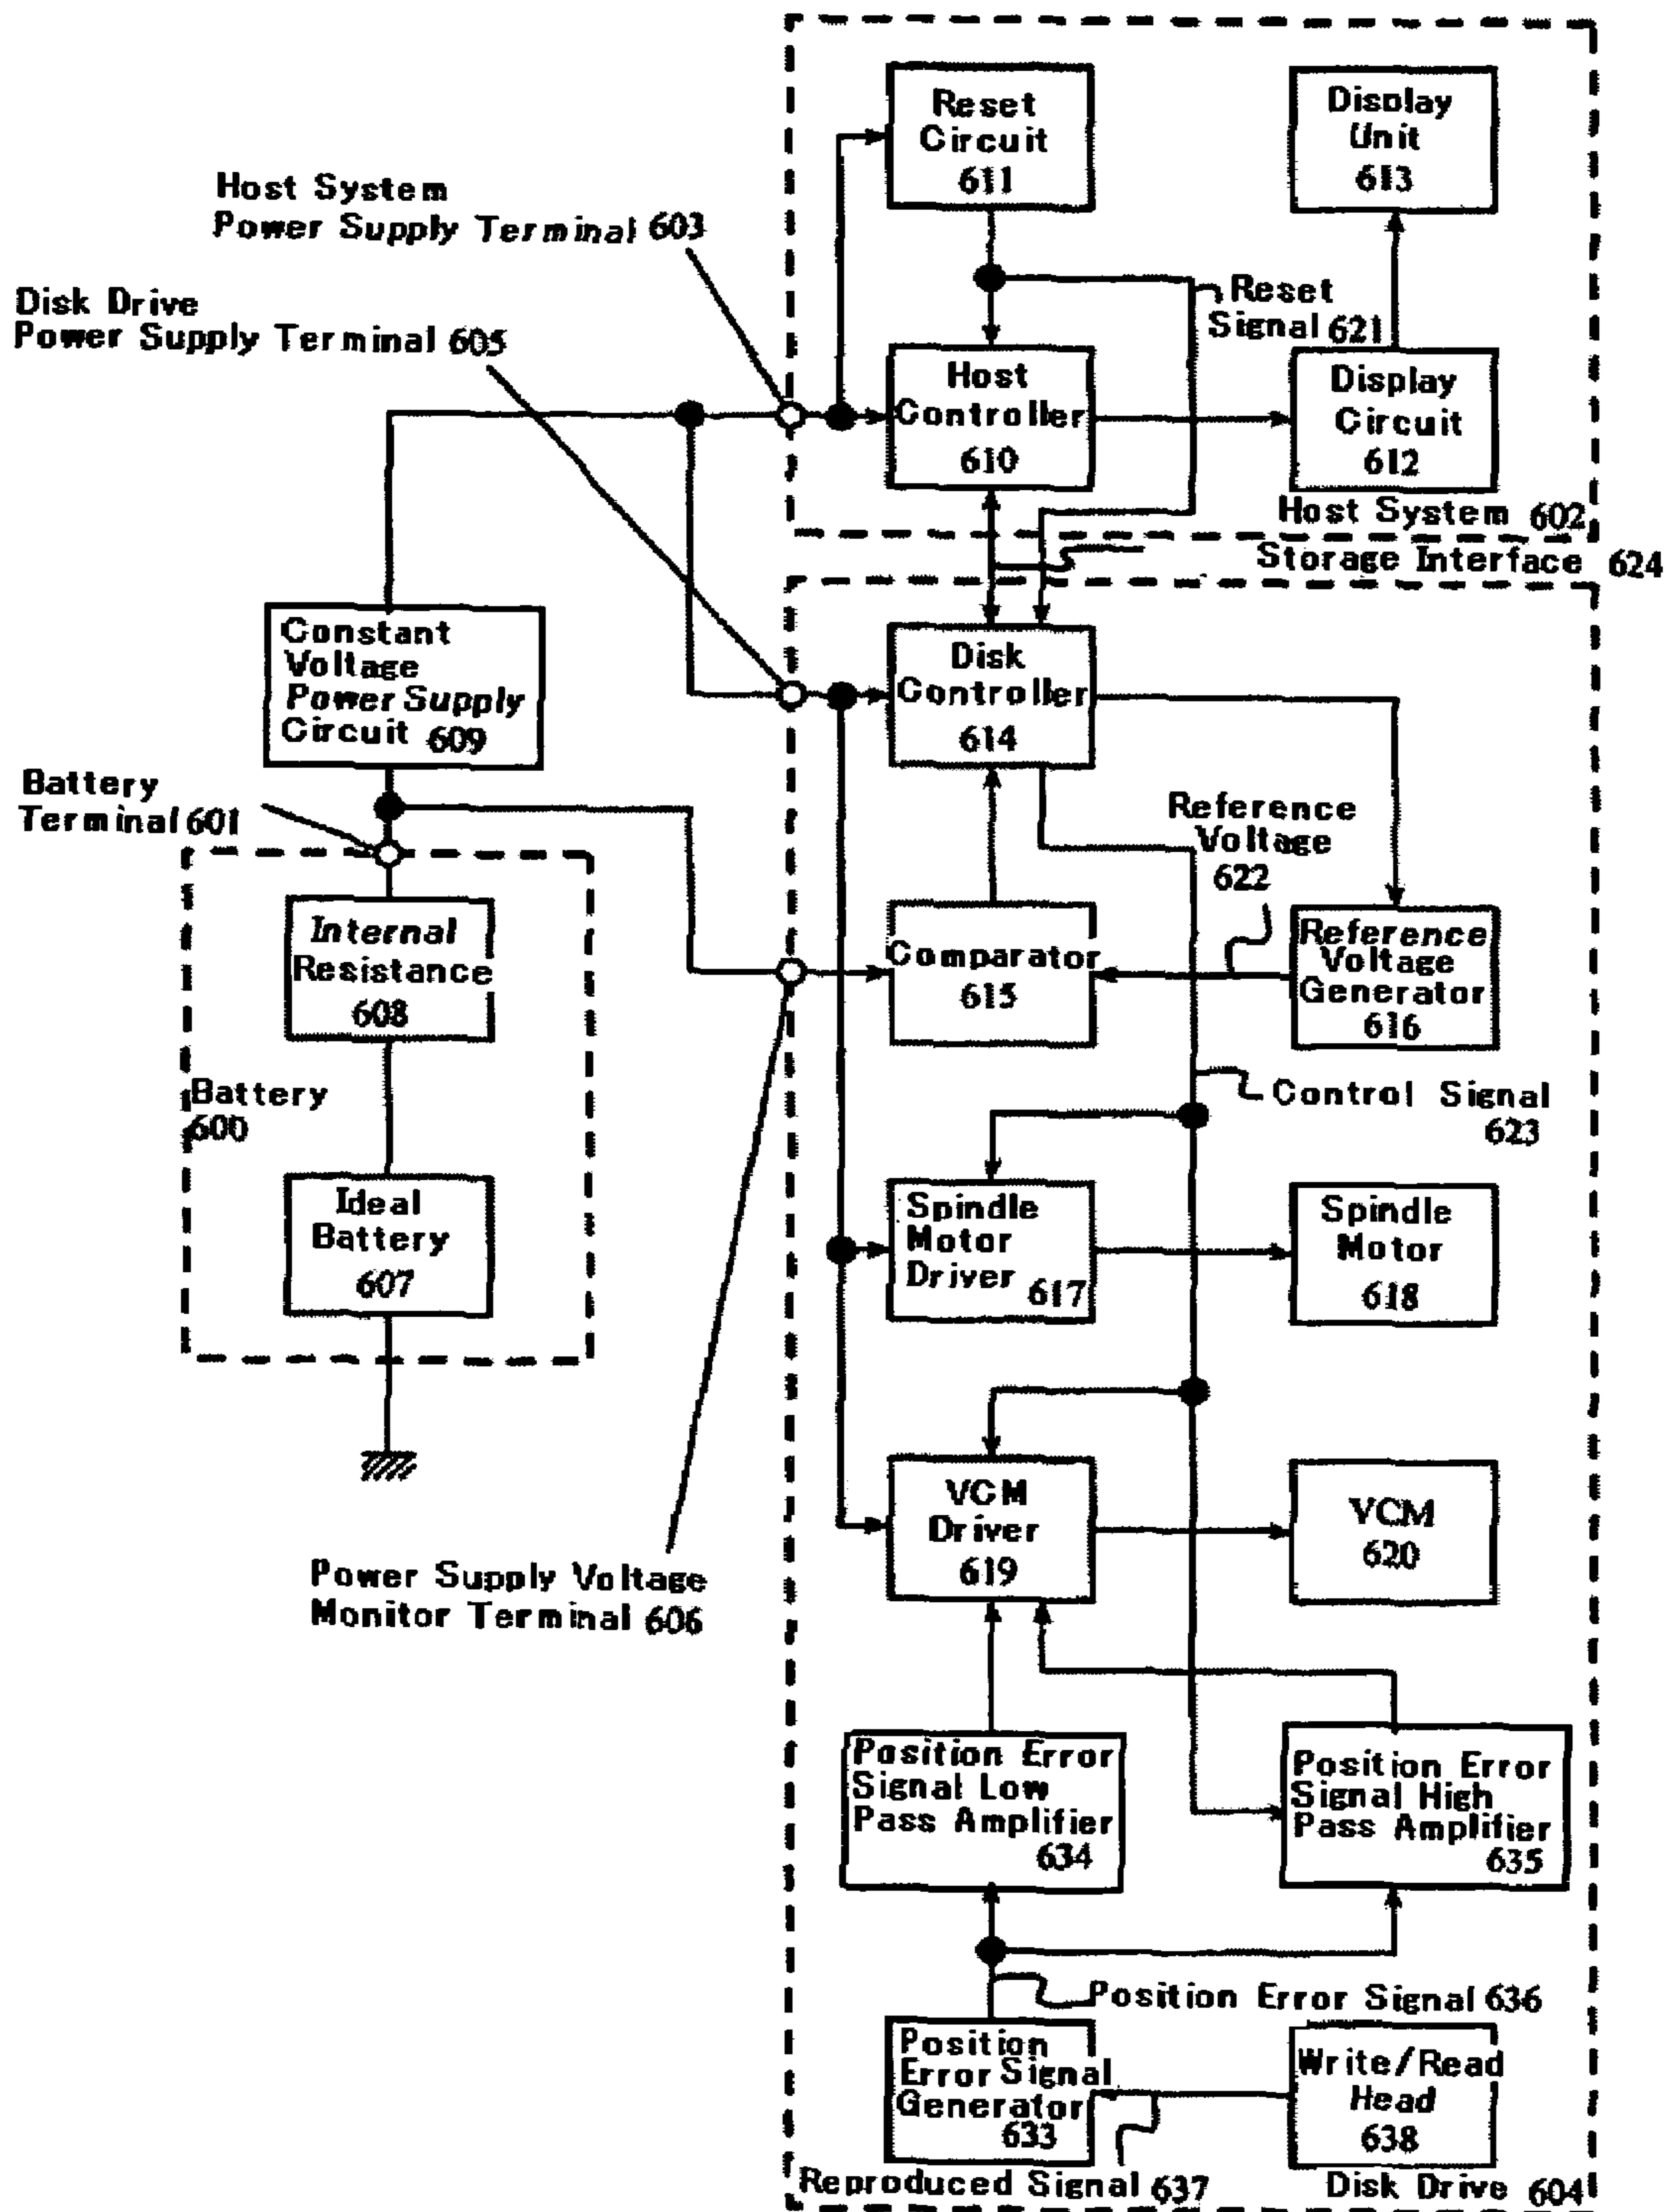 Reset
Circuit
611
Display
Unit
613
Host System
Power Supply Terminal 603
Disk Drive
Power Supply Terminal 605
Reset
Signal 621
Host
Controller
610
Display
Circuit
612
Host System 602
Storage Interface 624
Constant
Voltage
Power Supply
Circuit 609
Disk
Controller
614
Battery
Terminal 601
Reference
Voltage
622
Internal
Resistance
608
Comparator
615
Reference
Voltage
Generator
616
Battery
600
Control Signal
623
Ideal
Battery
607
Spindle
Motor
Driver 617
Spindle
Motor
618
VCM
Driver
619
VCM
620
Power Supply Voltage
Monitor Terminal 606
Position Error
Signal Low
Pass Amplifier
634
Position Error
Signal High
Pass Amplifier
635
Position Error Signal 636
Position
Error Signal
Generator
633
Write/Read
Head
638
Reproduced Signal 637
Disk Drive 604